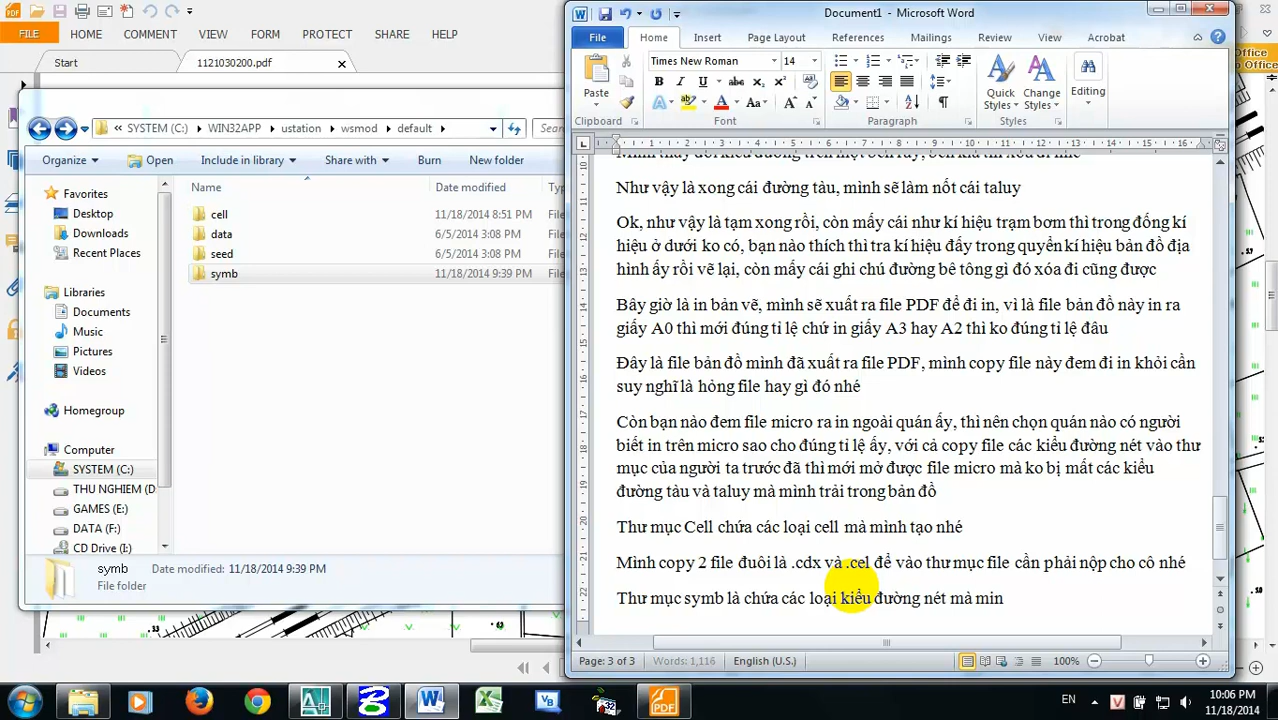 Document1 - Microsoft Word
FILE HOME COMMENT VIEW FORM PROTECT SHARE HELP
Start 1121030200.pdf
Office
to Office
File Home Insert Page Layout References Mailings Review View Acrobat
Paste
Clipboard
Times New Roman 14
Font
Paragraph
Quick Styles
Change Styles
Styles
Editing
SYSTEM (C:) WIN32APP ustation wsmod default
Sear
Organize Open Include in library Share with Burn New folder
Name Date modified Type
Favorites
Desktop
Downloads
Recent Places
Libraries
Documents
Music
Pictures
Videos
Homegroup
Computer
SYSTEM (C:)
THU NGHIEM (D
GAMES (E:)
DATA (F:)
CD Drive (I:)
cell 11/18/2014 8:51 PM File
data 6/5/2014 3:08 PM File
seed 6/5/2014 3:08 PM File
symb 11/18/2014 9:39 PM File
symb Date modified: 11/18/2014 9:39 PM
File folder
Như vậy là xong cái đường tàu, mình sẽ làm nốt cái taluy
Ok, như vậy là tạm xong rồi, còn mấy cái như kí hiệu trạm bơm thì trong đống kí
hiệu ở dưới ko có, bạn nào thích thì tra kí hiệu đấy trong quyển kí hiệu bản đồ địa
hình ấy rồi vẽ lại, còn mấy cái ghi chú đường bê tông gì đó xóa đi cũng được
Bây giờ là in bản vẽ, mình sẽ xuất ra file PDF để đi in, vì là file bản đồ này in ra
giấy A0 thì mới đúng tỉ lệ chứ in giấy A3 hay A2 thì ko đúng tỉ lệ đâu
Đây là file bản đồ mình đã xuất ra file PDF, mình copy file này đem đi in khỏi cần
suy nghĩ là hỏng file hay gì đó nhé
Còn bạn nào đem file micro ra in ngoài quán ấy, thì nên chọn quán nào có người
biết in trên micro sao cho đúng tỉ lệ ấy, với cả copy file các kiểu đường nét vào thư
mục của người ta trước đã thì mới mở được file micro mà ko bị mất các kiểu
đường tàu và taluy mà mình trải trong bản đồ
Thư mục Cell chứa các loại cell mà mình tạo nhé
Mình copy 2 file đuôi là .cdx và .cel để vào thư mục file cần phải nộp cho cô nhé
Thư mục symb là chứa các loại kiểu đường nét mà min
Page: 3 of 3 Words: 1,116 English (U.S.) 100%
EN 10:06 PM
11/18/2014